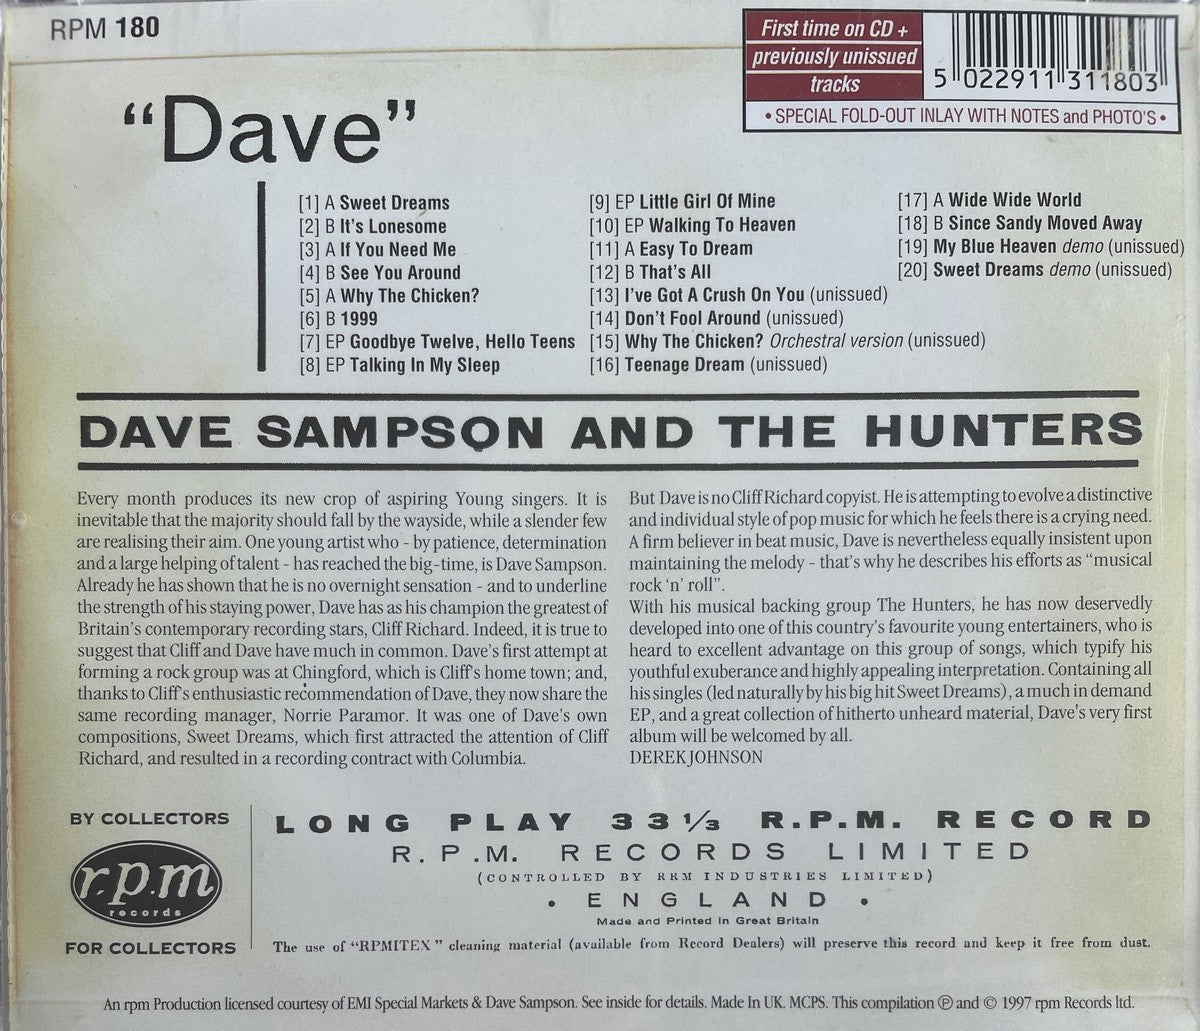 RPM 180
First time on CD +
previously unissued
tracks
5 022911 311803
• SPECIAL FOLD-OUT INLAY WITH NOTES and PHOTO'S •
“Dave”
[1] A Sweet Dreams
[2] B It's Lonesome
[3] A If You Need Me
[4] B See You Around
[5] A Why The Chicken?
[6] B 1999
[7] EP Goodbye Twelve, Hello Teens
[8] EP Talking In My Sleep
[9] EP Little Girl Of Mine
[10] EP Walking To Heaven
[11] A Easy To Dream
[12] B That's All
[13] I've Got A Crush On You (unissued)
[14] Don't Fool Around (unissued)
[15] Why The Chicken? Orchestral version (unissued)
[16] Teenage Dream (unissued)
[17] A Wide Wide World
[18] B Since Sandy Moved Away
[19] My Blue Heaven demo (unissued)
[20] Sweet Dreams demo (unissued)
DAVE SAMPSON AND THE HUNTERS
Every month produces its new crop of aspiring Young singers. It is
inevitable that the majority should fall by the wayside, while a slender few
are realising their aim. One young artist who - by patience, determination
and a large helping of talent - has reached the big-time, is Dave Sampson.
Already he has shown that he is no overnight sensation - and to underline
the strength of his staying power, Dave has as his champion the greatest of
Britain's contemporary recording stars, Cliff Richard. Indeed, it is true to
suggest that Cliff and Dave have much in common. Dave's first attempt at
forming a rock group was at Chingford, which is Cliff's home town; and,
thanks to Cliff's enthusiastic recommendation of Dave, they now share the
same recording manager, Norrie Paramor. It was one of Dave's own
compositions, Sweet Dreams, which first attracted the attention of Cliff
Richard, and resulted in a recording contract with Columbia.
But Dave is no Cliff Richard copyist. He is attempting to evolve a distinctive
and individual style of pop music for which he feels there is a crying need.
A firm believer in beat music, Dave is nevertheless equally insistent upon
maintaining the melody - that's why he describes his efforts as “musical
rock 'n' roll”.
With his musical backing group The Hunters, he has now deservedly
developed into one of this country's favourite young entertainers, who is
heard to excellent advantage on this group of songs, which typify his
youthful exuberance and highly appealing interpretation. Containing all
his singles (led naturally by his big hit Sweet Dreams), a much in demand
EP, and a great collection of hitherto unheard material, Dave's very first
album will be welcomed by all.
DEREK JOHNSON
BY COLLECTORS
r.p.m
records
FOR COLLECTORS
LONG PLAY 33⅓ R.P.M. RECORD
R.P.M. RECORDS LIMITED
(CONTROLLED BY RRM INDUSTRIES LIMITED)
• ENGLAND •
Made and Printed in Great Britain
The use of “RPMITEX” cleaning material (available from Record Dealers) will preserve this record and keep it free from dust.
An rpm Production licensed courtesy of EMI Special Markets & Dave Sampson. See inside for details. Made In UK. MCPS. This compilation ℗ and © 1997 rpm Records ltd.